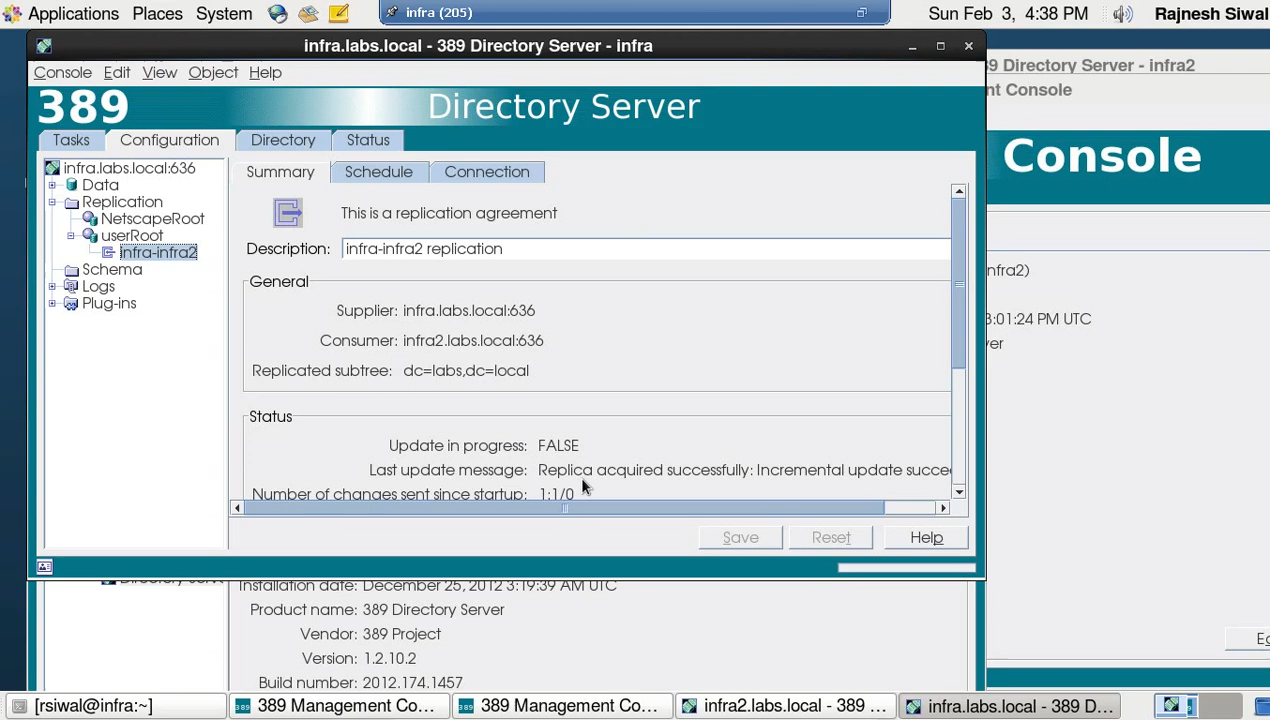 Applications Places System
infra (205)
Sun Feb 3, 4:38 PM
Rajnesh Siwal
infra.labs.local - 389 Directory Server - infra
Console Edit View Object Help
389 Directory Server
Tasks Configuration Directory Status
infra.labs.local:636
Data
Replication
NetscapeRoot
userRoot
infra-infra2
Schema
Logs
Plug-ins
Summary Schedule Connection
This is a replication agreement
Description: infra-infra2 replication
General
Supplier: infra.labs.local:636
Consumer: infra2.labs.local:636
Replicated subtree: dc=labs,dc=local
Status
Update in progress: FALSE
Last update message: Replica acquired successfully: Incremental update succee
Number of changes sent since startup: 1:1/0
Save Reset Help
9 Directory Server - infra2
nt Console
Console
nfra2)
3:01:24 PM UTC
ver
Installation date: December 25, 2012 3:19:39 AM UTC
Product name: 389 Directory Server
Vendor: 389 Project
Version: 1.2.10.2
Build number: 2012.174.1457
[rsiwal@infra:~]
389 Management Co...
389 Management Co...
infra2.labs.local - 389 ...
infra.labs.local - 389 D...